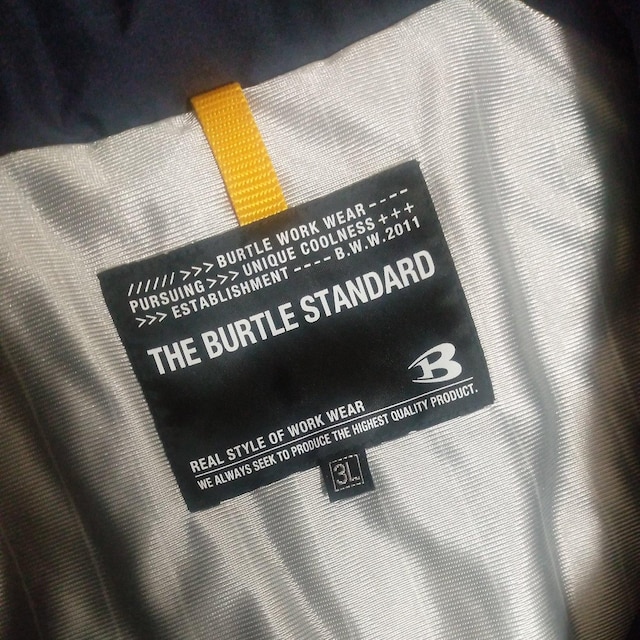 ////// >>> BURTLE WORK WEAR ----
PURSUING >>> UNIQUE COOLNESS +++
>>> ESTABLISHMENT ---- B.W.W.2011
THE BURTLE STANDARD
B
REAL STYLE OF WORK WEAR
WE ALWAYS SEEK TO PRODUCE THE HIGHEST QUALITY PRODUCT.
3L